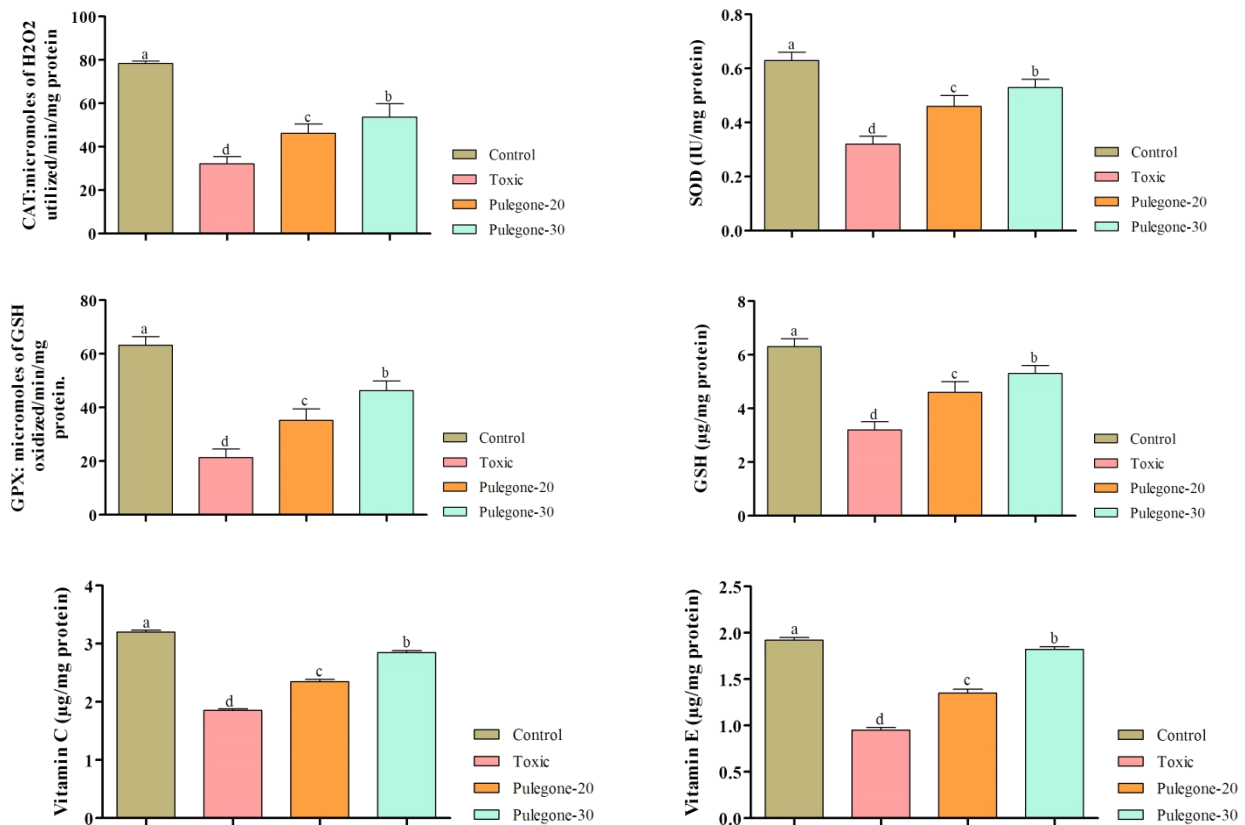 CAT:micromoles of H2O2
utilized/min/mg protein
100
80
60
40
20
0
a
d
c
b
Control
Toxic
Pulegone-20
Pulegone-30
SOD (IU/mg protein)
0.8
0.6
0.4
0.2
0.0
a
d
c
b
Control
Toxic
Pulegone-20
Pulegone-30
GPX: micromoles of GSH
oxidized/min/mg
protein.
80
60
40
20
0
a
d
c
b
Control
Toxic
Pulegone-20
Pulegone-30
GSH (µg/mg protein)
8
6
4
2
0
a
d
c
b
Control
Toxic
Pulegone-20
Pulegone-30
Vitamin C (µg/mg protein)
4
3
2
1
0
a
d
c
b
Control
Toxic
Pulegone-20
Pulegone-30
Vitamin E (µg/mg protein)
2.5
2.0
1.5
1.0
0.5
0.0
a
d
c
b
Control
Toxic
Pulegone-20
Pulegone-30